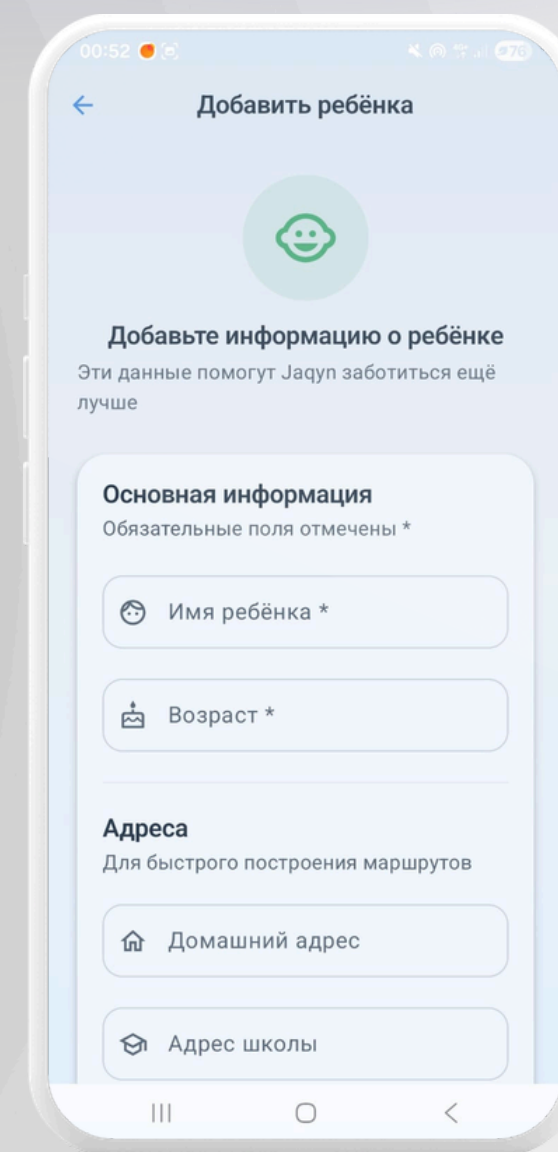 00:52
76
Добавить ребёнка
Добавьте информацию о ребёнке
Эти данные помогут Jaqyn заботиться ещё
лучше
Основная информация
Обязательные поля отмечены *
Имя ребёнка *
Возраст *
Адреса
Для быстрого построения маршрутов
Домашний адрес
Адрес школы